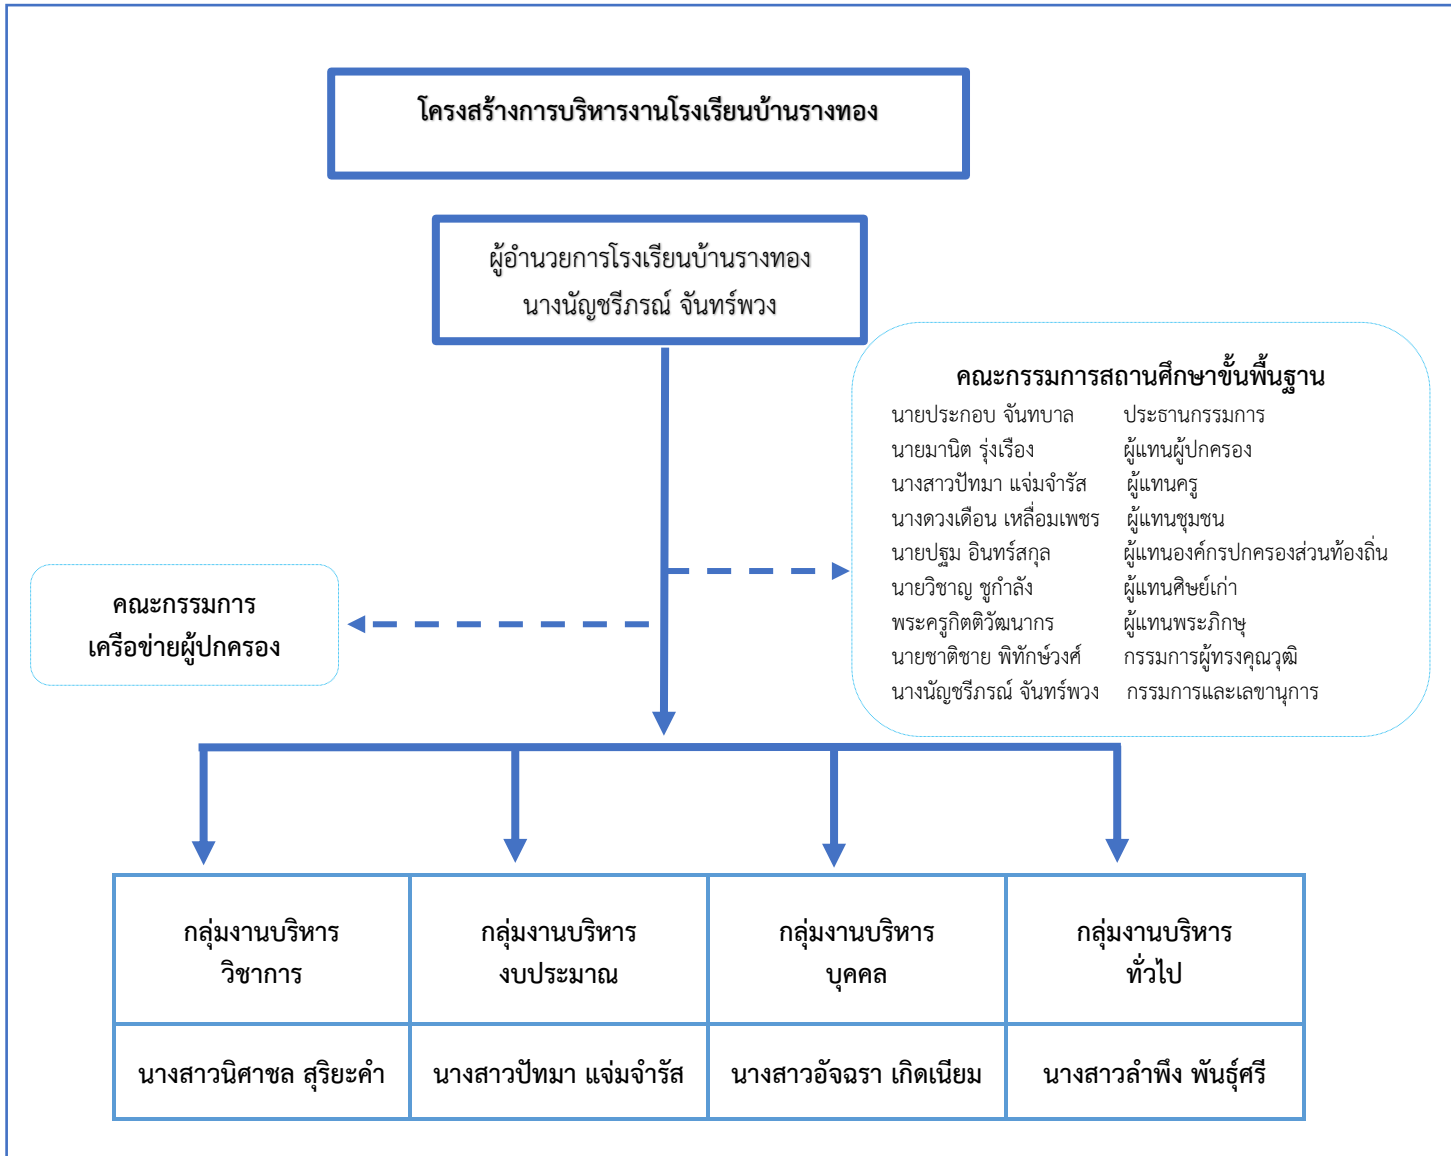 โครงสร้างการบริหารงานโรงเรียนบ้านรางทอง
ผู้อำนวยการโรงเรียนบ้านรางทอง
นางนัญชรีภรณ์ จันทร์พวง
คณะกรรมการสถานศึกษาขั้นพื้นฐาน
นายประกอบ จันทบาล ประธานกรรมการ
นายมานิต รุ่งเรือง ผู้แทนผู้ปกครอง
นางสาวปัทมา แจ่มจำรัส ผู้แทนครู
นางดวงเดือน เหลื่อมเพชร ผู้แทนชุมชน
นายปฐม อินทร์สกุล ผู้แทนองค์กรปกครองส่วนท้องถิ่น
นายวิชาญ ชูกำลัง ผู้แทนศิษย์เก่า
พระครูกิตติวัฒนากร ผู้แทนพระภิกษุ
นายชาติชาย พิทักษ์วงศ์ กรรมการผู้ทรงคุณวุฒิ
นางนัญชรีภรณ์ จันทร์พวง กรรมการและเลขานุการ
คณะกรรมการ
เครือข่ายผู้ปกครอง
กลุ่มงานบริหาร
วิชาการ
กลุ่มงานบริหาร
งบประมาณ
กลุ่มงานบริหาร
บุคคล
กลุ่มงานบริหาร
ทั่วไป
นางสาวนิศาชล สุริยะคำ
นางสาวปัทมา แจ่มจำรัส
นางสาวอัจฉรา เกิดเนียม
นางสาวลำพึง พันธุ์ศรี